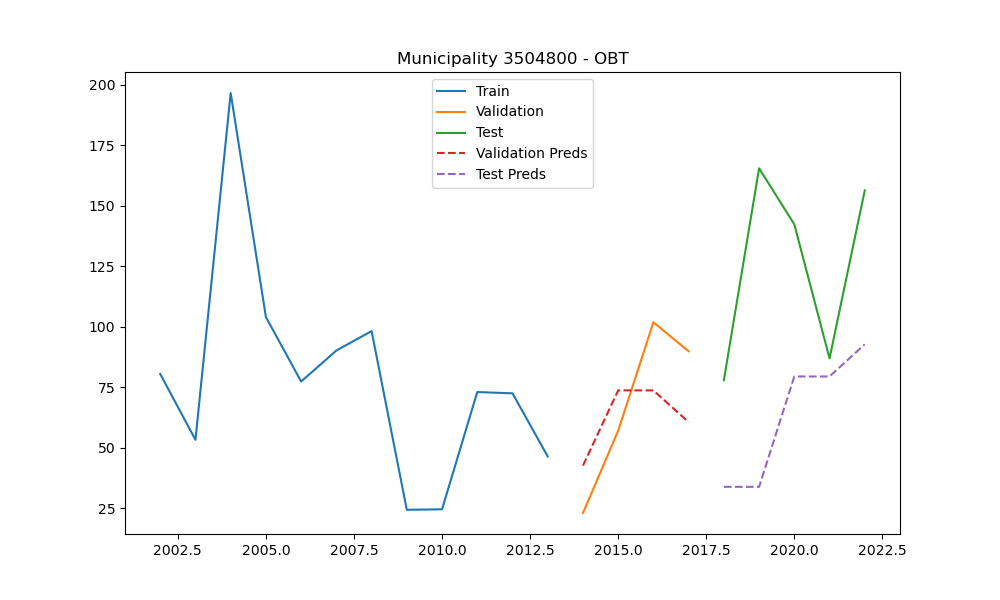 Municipality 3504800 - OBT
Train
Validation
Test
Validation Preds
Test Preds
200
175
150
125
100
75
50
25
2002.5 2005.0 2007.5 2010.0 2012.5 2015.0 2017.5 2020.0 2022.5